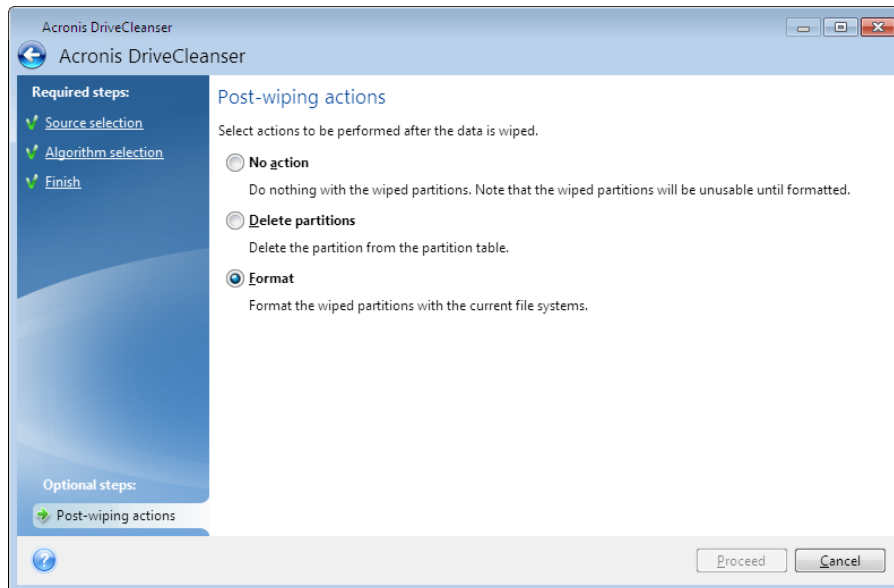 Acronis DriveCleanser
Acronis DriveCleanser
Required steps:
Source selection
Algorithm selection
Finish
Optional steps:
Post-wiping actions
Post-wiping actions
Select actions to be performed after the data is wiped.
No action
Do nothing with the wiped partitions. Note that the wiped partitions will be unusable until formatted.
Delete partitions
Delete the partition from the partition table.
Format
Format the wiped partitions with the current file systems.
?
Proceed
Cancel